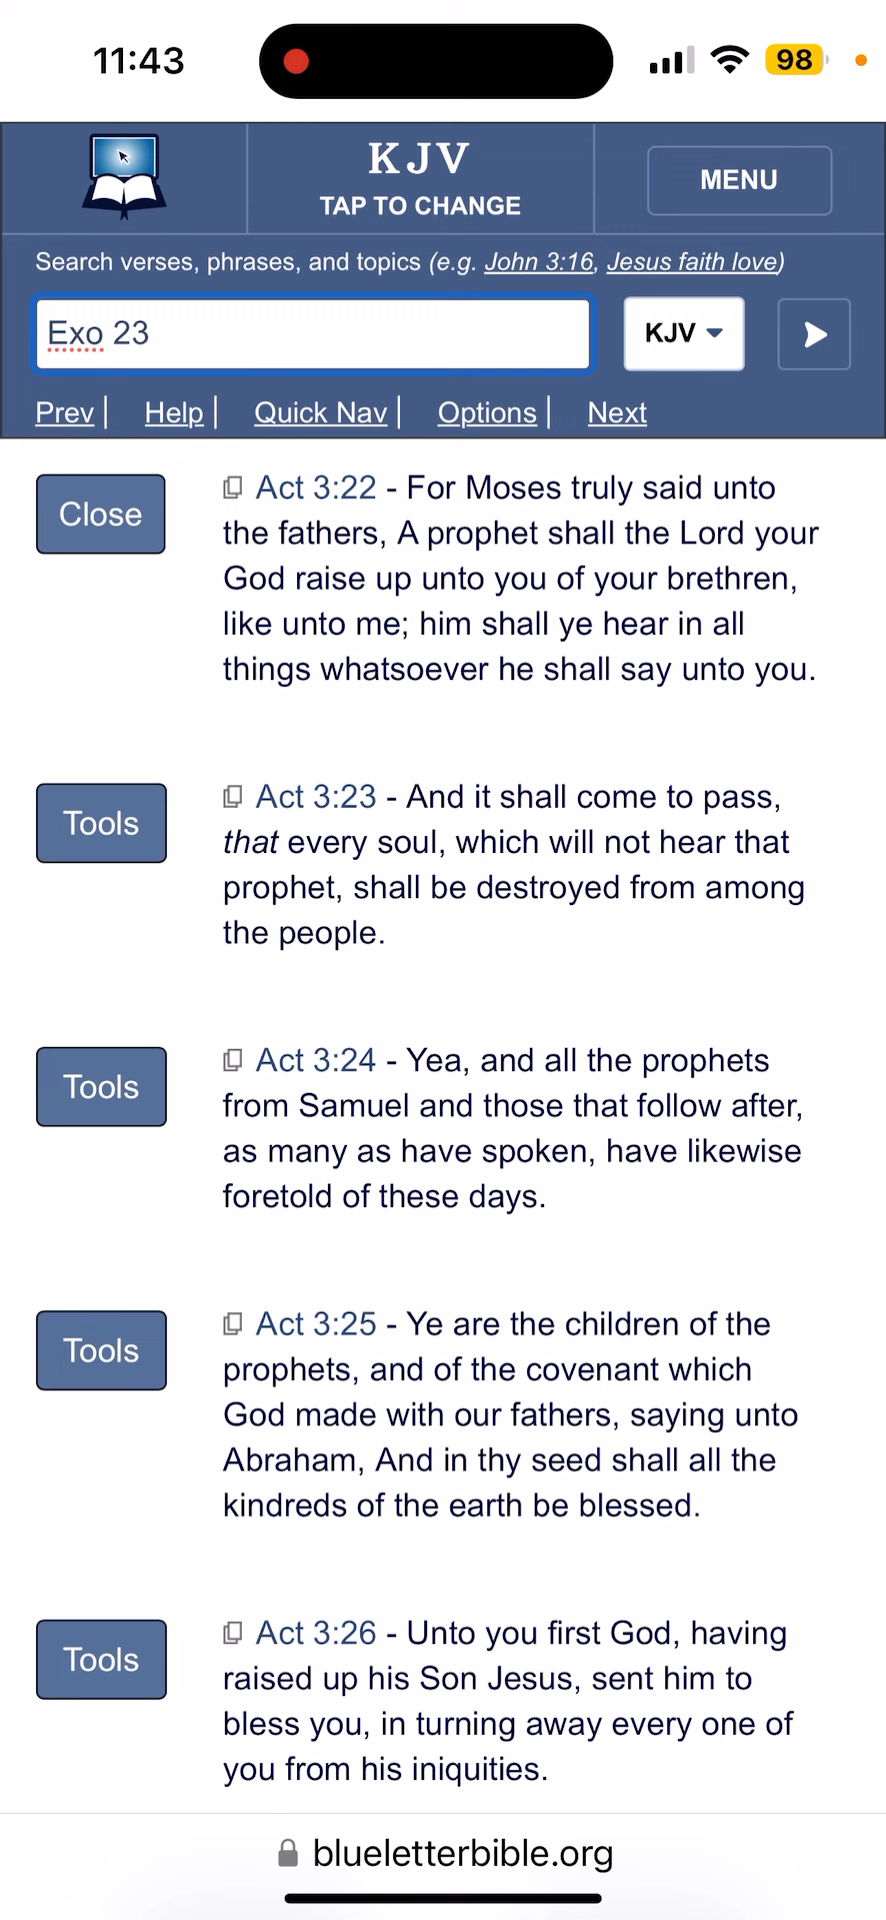 11:43
98
KJV
TAP TO CHANGE
MENU
Search verses, phrases, and topics (e.g. John 3:16, Jesus faith love)
Exo 23
KJV
Prev | Help | Quick Nav | Options | Next
Close
Act 3:22 - For Moses truly said unto
the fathers, A prophet shall the Lord your
God raise up unto you of your brethren,
like unto me; him shall ye hear in all
things whatsoever he shall say unto you.
Tools
Act 3:23 - And it shall come to pass,
that every soul, which will not hear that
prophet, shall be destroyed from among
the people.
Tools
Act 3:24 - Yea, and all the prophets
from Samuel and those that follow after,
as many as have spoken, have likewise
foretold of these days.
Tools
Act 3:25 - Ye are the children of the
prophets, and of the covenant which
God made with our fathers, saying unto
Abraham, And in thy seed shall all the
kindreds of the earth be blessed.
Tools
Act 3:26 - Unto you first God, having
raised up his Son Jesus, sent him to
bless you, in turning away every one of
you from his iniquities.
blueletterbible.org